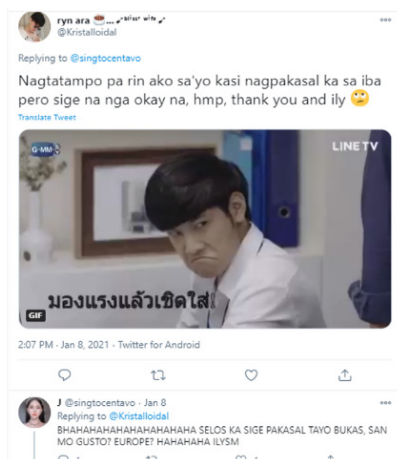 ryn ara ☕...
@Kristalloidal
Replying to @singtocentavo
Nagtatampo pa rin ako sa'yo kasi nagpakasal ka sa iba
pero sige na nga okay na, hmp, thank you and ily 🙄
Translate Tweet
GMM
LINE TV
มองแรงแล้วเชิดใส่
GIF
2:07 PM · Jan 8, 2021 · Twitter for Android
J @singtocentavo · Jan 8
Replying to @Kristalloidal
BHAHAHAHAHAHAHAHAHAHA SELOS KA SIGE PAKASAL TAYO BUKAS, SAN
MO GUSTO? EUROPE? HAHAHAHA ILYSM